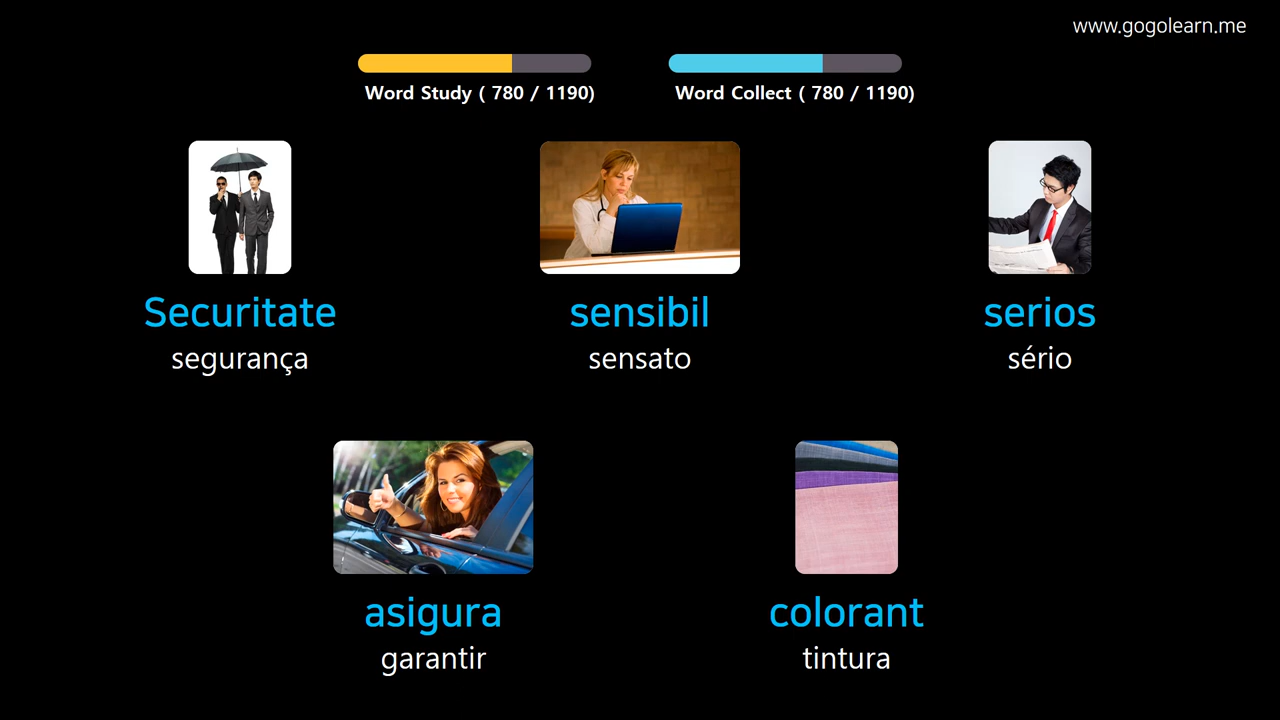 www.gogolearn.me
Word Study ( 780 / 1190)
Word Collect ( 780 / 1190)
Securitate
segurança
sensibil
sensato
serios
sério
asigura
garantir
colorant
tintura